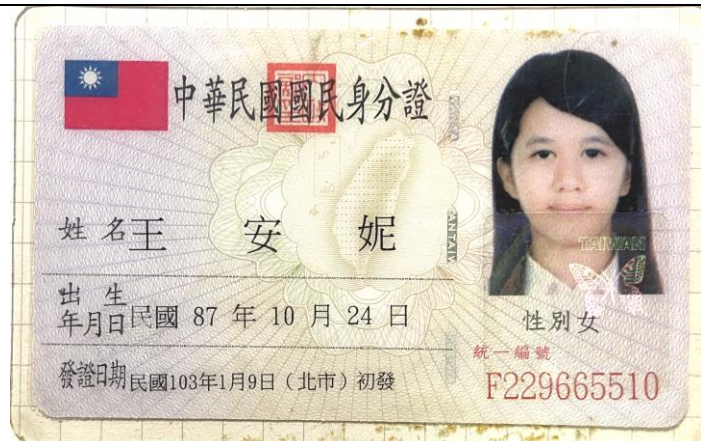 中華民國國民身分證
TAIWAN
姓名王安妮
出生年月日民國 87 年 10 月 24 日
性別女
發證日期民國103年1月9日（北市）初發
統一編號
F229665510